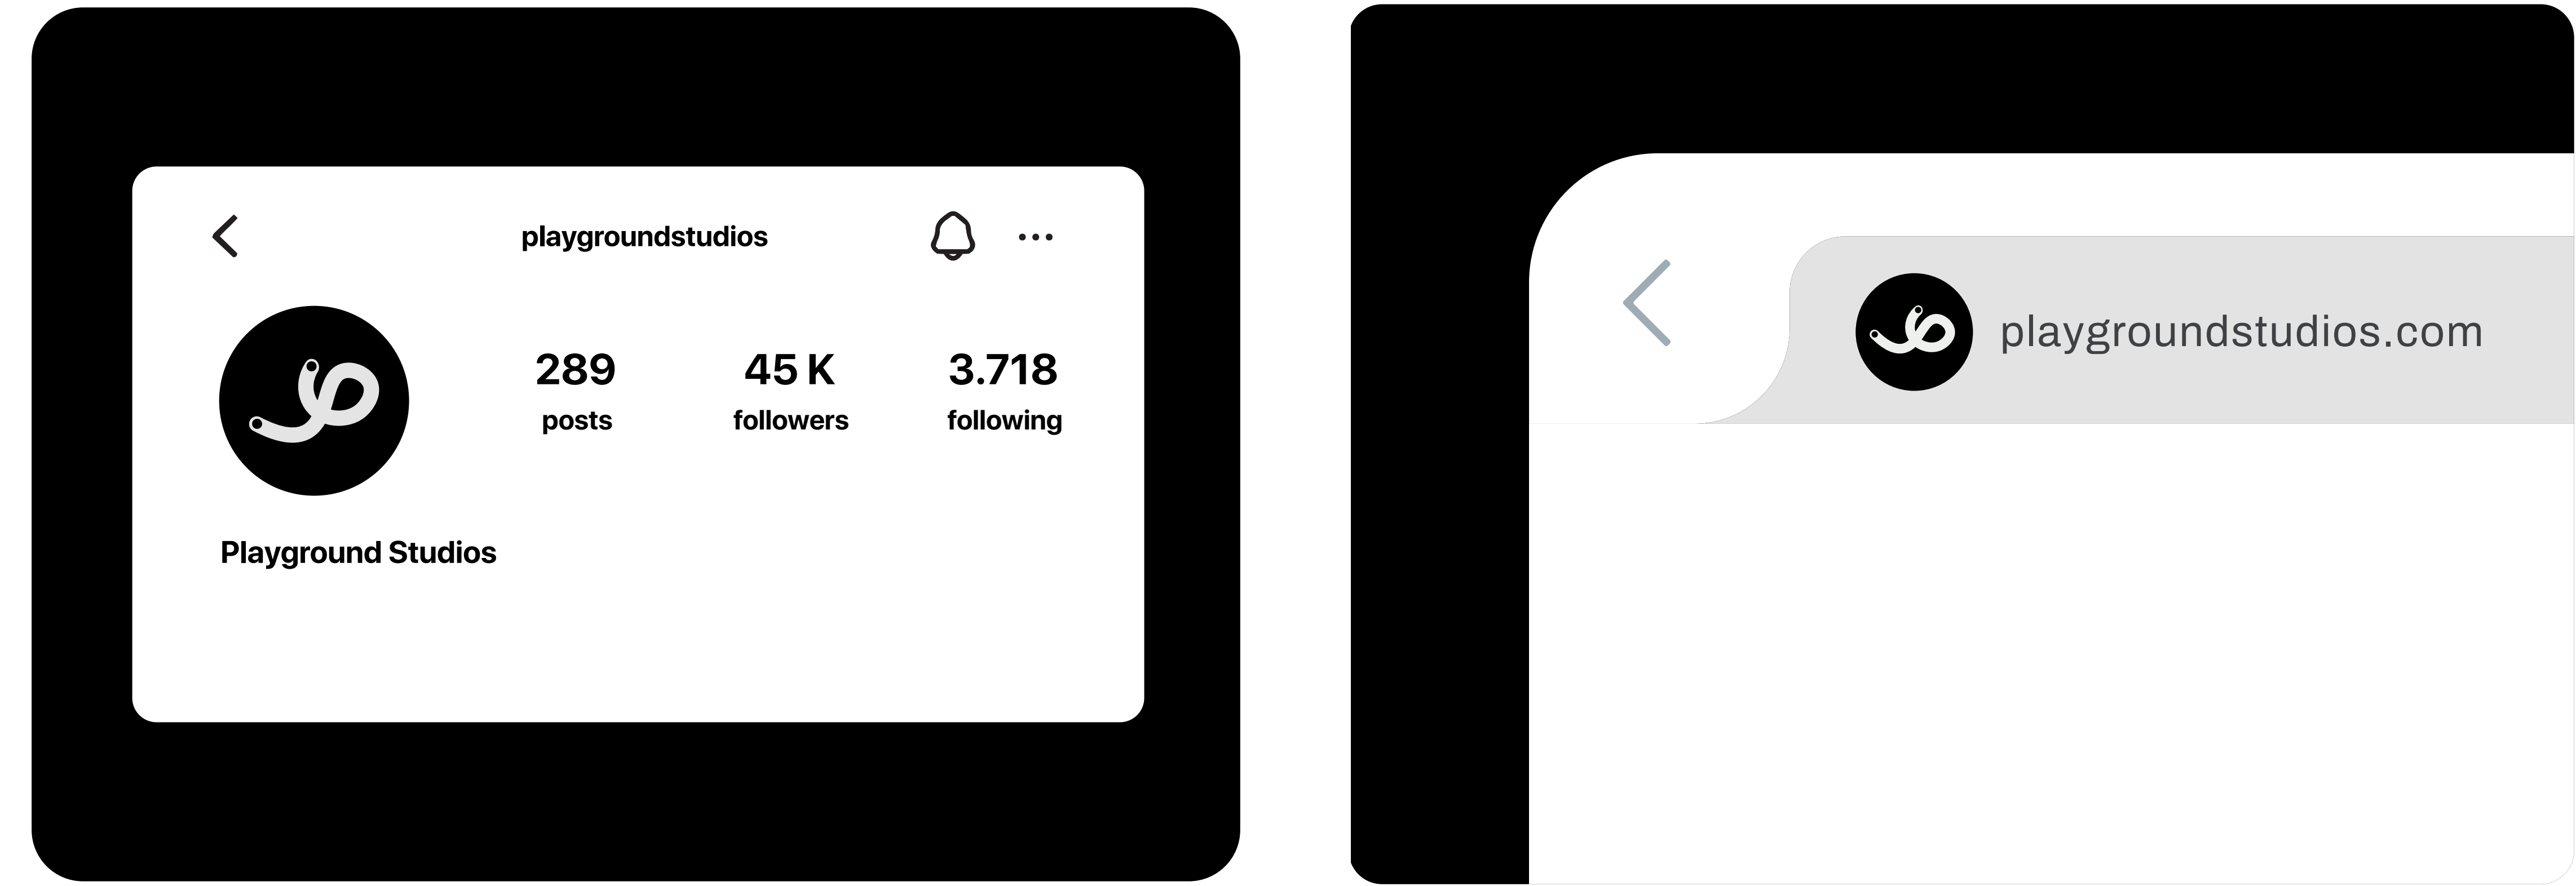 playgroundstudios
289
posts
45 K
followers
3.718
following
Playground Studios
playgroundstudios.com